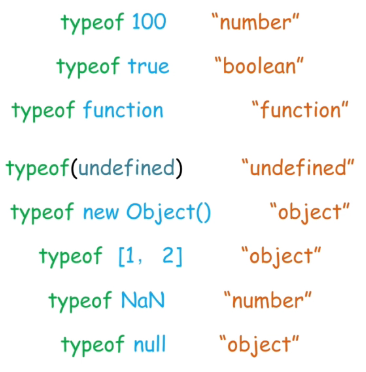 typeof 100 “number”
typeof true “boolean”
typeof function “function”
typeof(undefined) “undefined”
typeof new Object() “object”
typeof [1, 2] “object”
typeof NaN “number”
typeof null “object”